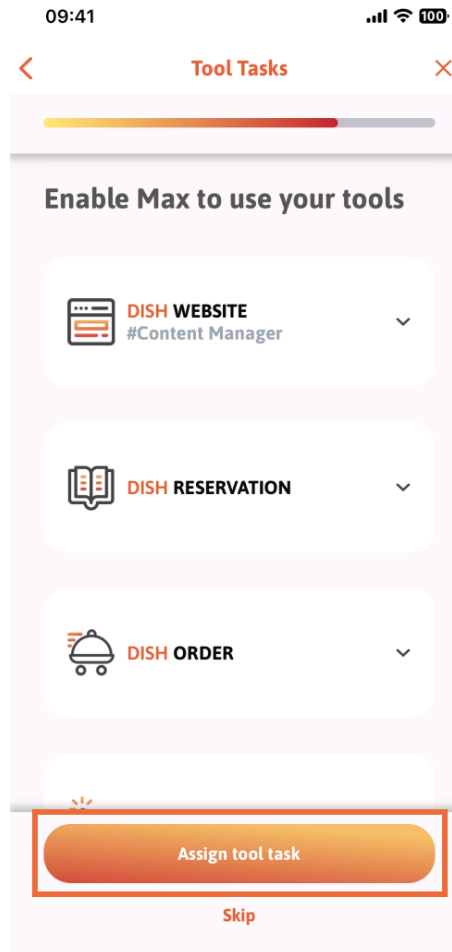 09:41
100
Tool Tasks
Enable Max to use your tools
DISH WEBSITE
#Content Manager
DISH RESERVATION
DISH ORDER
Assign tool task
Skip